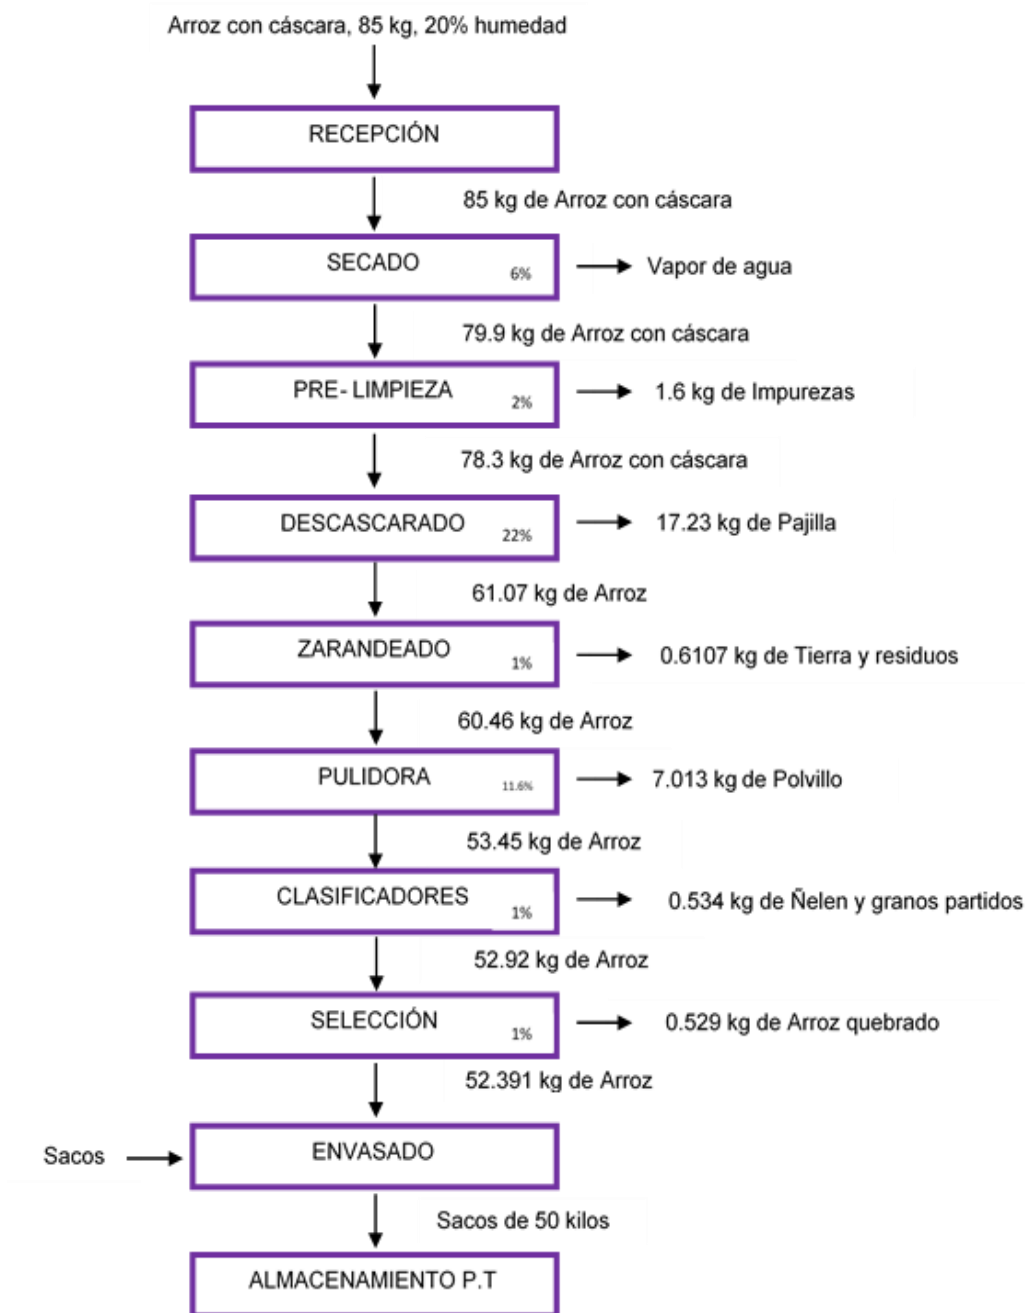 Arroz con cáscara, 85 kg, 20% humedad
RECEPCIÓN
85 kg de Arroz con cáscara
SECADO
6%
Vapor de agua
79.9 kg de Arroz con cáscara
PRE- LIMPIEZA
2%
1.6 kg de Impurezas
78.3 kg de Arroz con cáscara
DESCASCARADO
22%
17.23 kg de Pajilla
61.07 kg de Arroz
ZARANDEADO
1%
0.6107 kg de Tierra y residuos
60.46 kg de Arroz
PULIDORA
11.6%
7.013 kg de Polvillo
53.45 kg de Arroz
CLASIFICADORES
1%
0.534 kg de Ñelen y granos partidos
52.92 kg de Arroz
SELECCIÓN
1%
0.529 kg de Arroz quebrado
52.391 kg de Arroz
Sacos
ENVASADO
Sacos de 50 kilos
ALMACENAMIENTO P.T